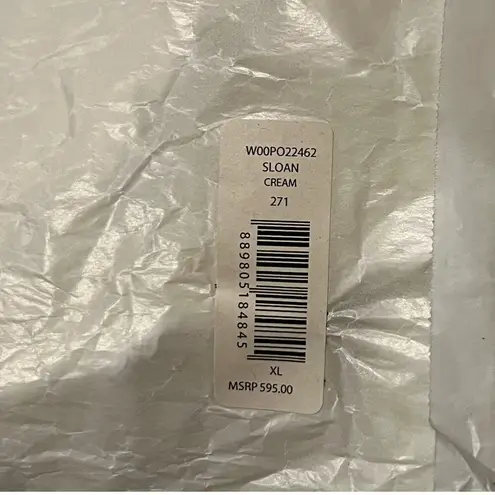 W00PO22462
SLOAN
CREAM
271
889805184845
XL
MSRP 595.00